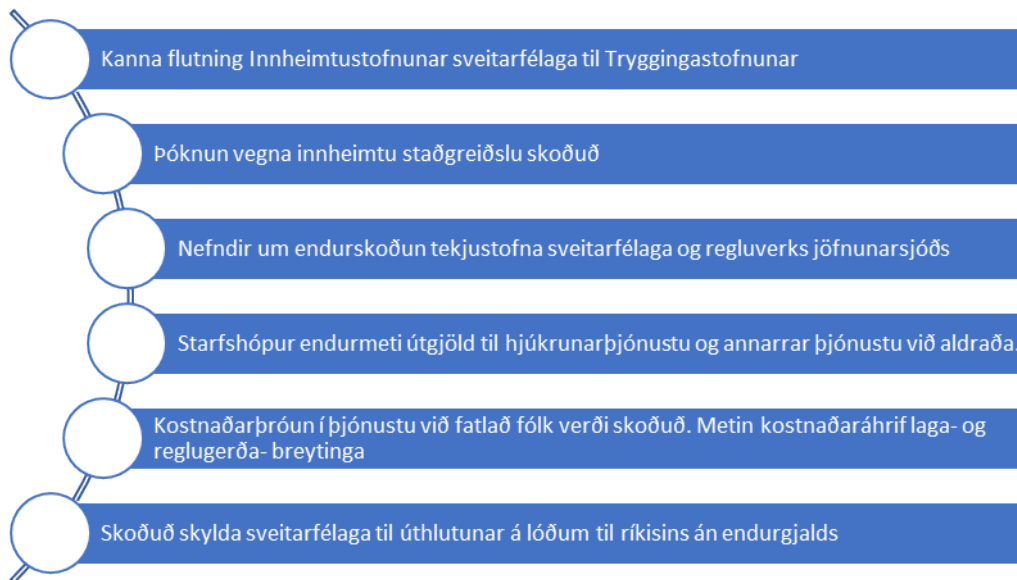 Kanna flutning Innheimtustofnunar sveitarfélaga til Tryggingastofnunar
Þóknun vegna innheimtu staðgreiðslu skoðuð
Nefndir um endurskoðun tekjustofna sveitarfélaga og regluverks jöfnunarsjóðs
Starfshópur endurmeti útgjöld til hjúkrunarþjónustu og annarrar þjónustu við aldraða.
Kostnaðarþróun í þjónustu við fatlað fólk verði skoðuð. Metin kostnaðaráhrif laga- og
reglugerða- breytinga
Skoðuð skylda sveitarfélaga til úthlutunar á lóðum til ríkisins án endurgjalds